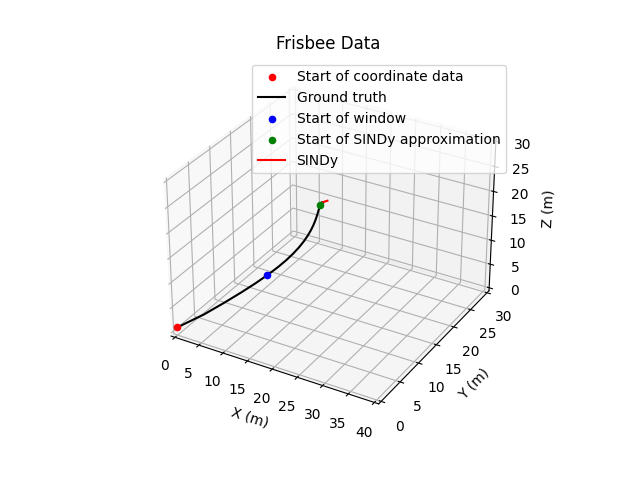 Frisbee Data
Start of coordinate data
Ground truth
Start of window
Start of SINDy approximation
SINDy
0
5
10
15
20
25
30
35
40
X (m)
0
5
10
15
20
25
30
Y (m)
0
5
10
15
20
25
30
Z (m)